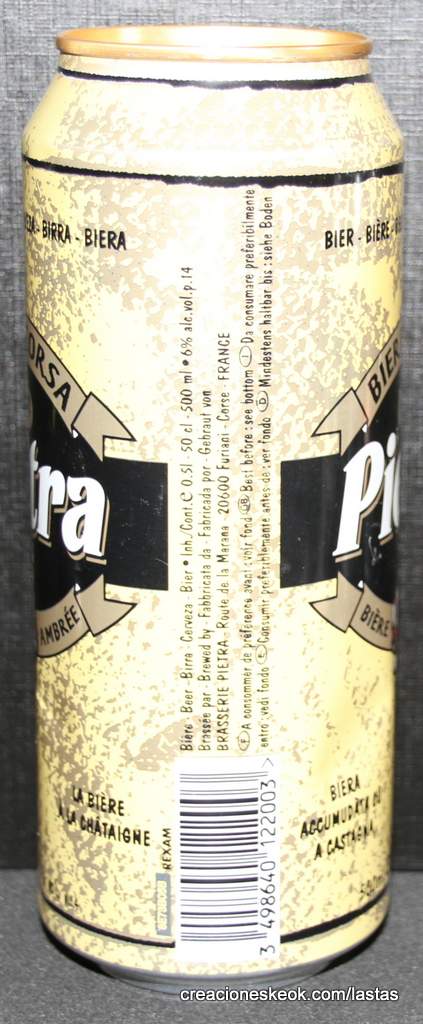 BIRRA - BIERA
BIER - BIÈRE -
CORSA
tra
AMBRÉE
LA BIÈRE
A LA CHÂTAIGNE
Bière · Beer · Birra · Cerveza · Bier • Inh./Cont. ℮ 0.5l · 50 cl · 500 ml • 6% alc.vol. p.14
Brassée par · Brewed by · Fabbricata da · Fabricada por · Gebraut von
BRASSERIE PIETRA · Route de la Marana 20600 Furiani · Corse · FRANCE
F A consommer de préférence avant : voir fond GB Best before : see bottom I Da consumare preferibilmente
entro : vedi fondo E Consumir preferiblemente antes de : ver fondo D Mindestens haltbar bis : siehe Boden
REXAM
3 498640 122003 >
Pi
BIÈRE
BIERA
A CASTAGNA
creacioneskeok.com/lastas